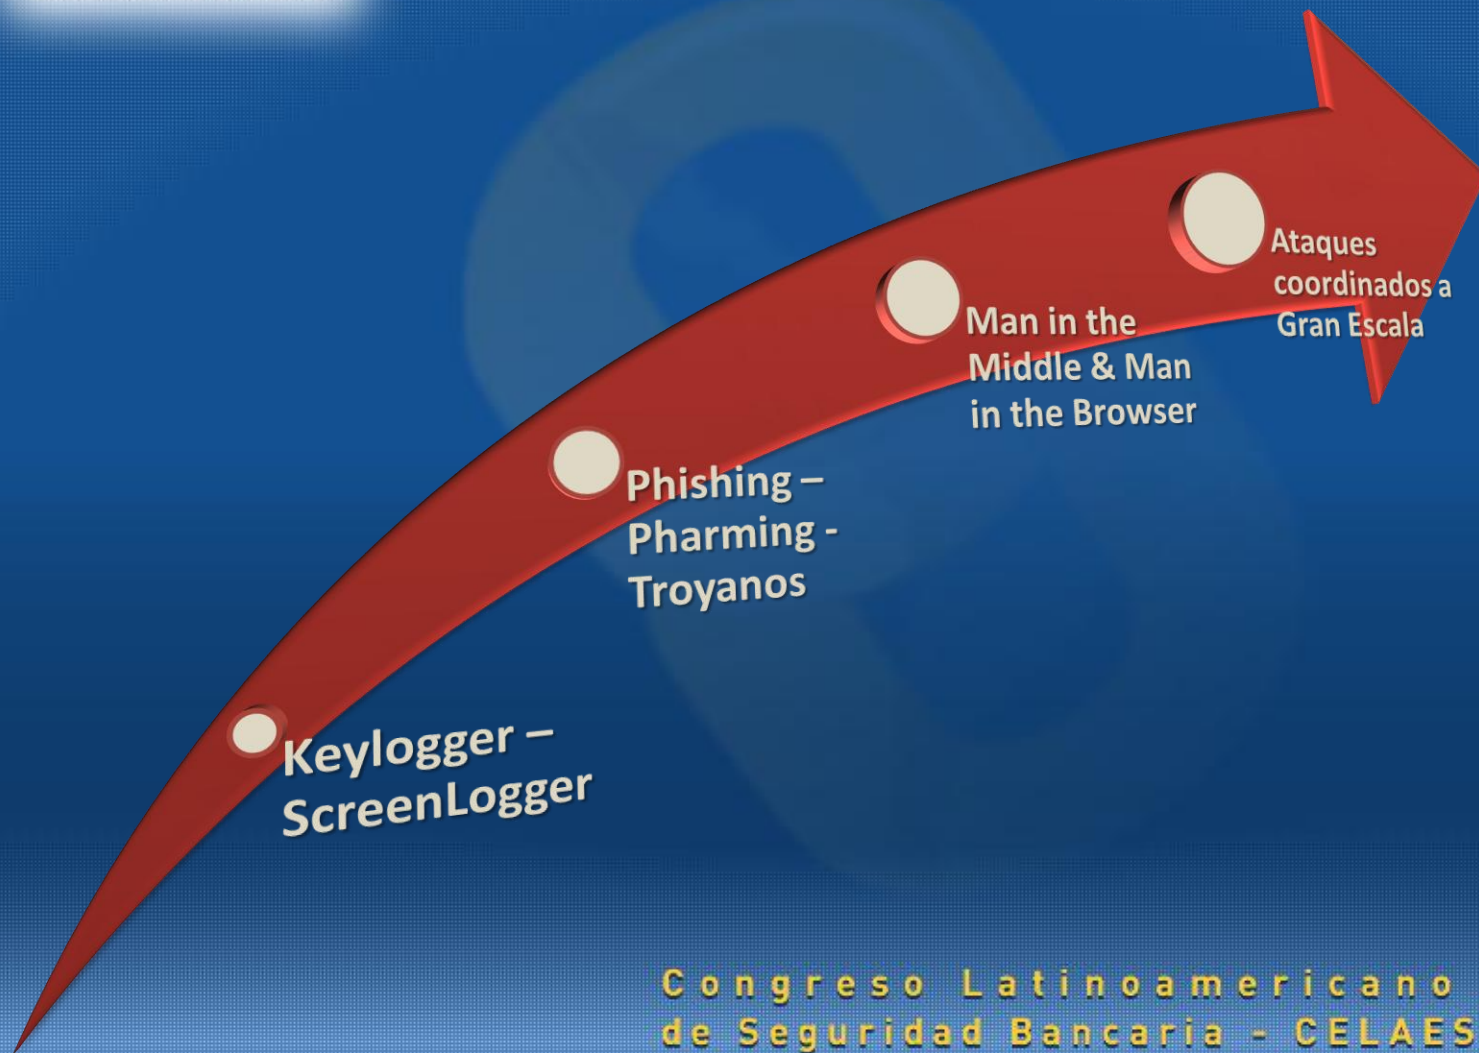 Ataques
coordinados a
Gran Escala
Man in the
Middle & Man
in the Browser
Phishing –
Pharming -
Troyanos
Keylogger –
ScreenLogger
Congreso Latinoamericano
de Seguridad Bancaria - CELAES